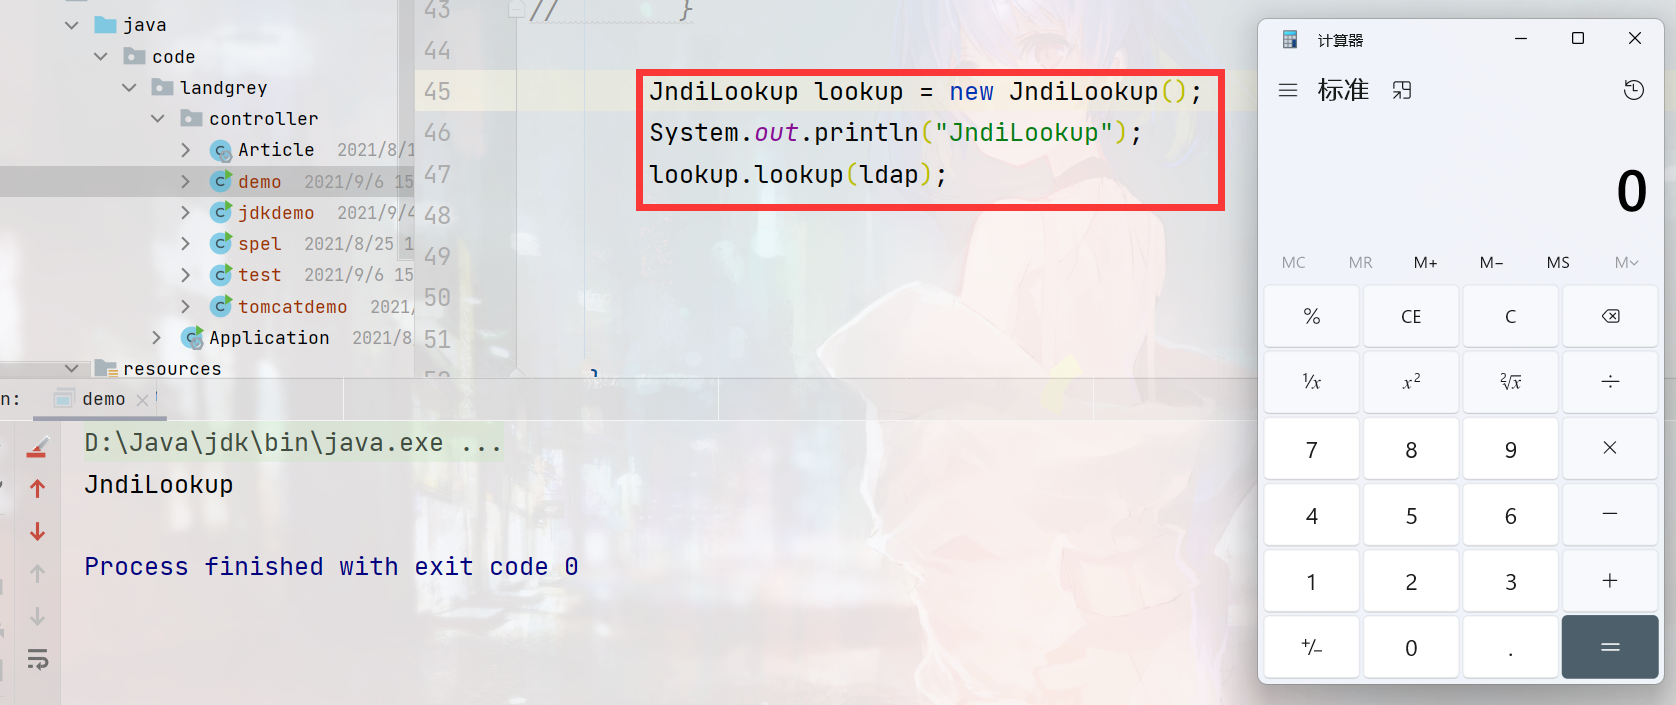 java
code
landgrey
controller
Article 2021/8/1
demo 2021/9/6 15
jdkdemo 2021/9/4
spel 2021/8/25 1
test 2021/9/6 15
tomcatdemo 2021/
Application 2021/8
resources
43 // }
44
45 JndiLookup lookup = new JndiLookup();
46 System.out.println("JndiLookup");
47 lookup.lookup(ldap);
48
49
50
51
}
n: demo
D:\Java\jdk\bin\java.exe ...
JndiLookup
Process finished with exit code 0
计算器
标准
0
MC MR M+ M− MS M
% CE C
1/x x² ²√x ÷
7 8 9 ×
4 5 6 −
1 2 3 +
+/− 0 . =